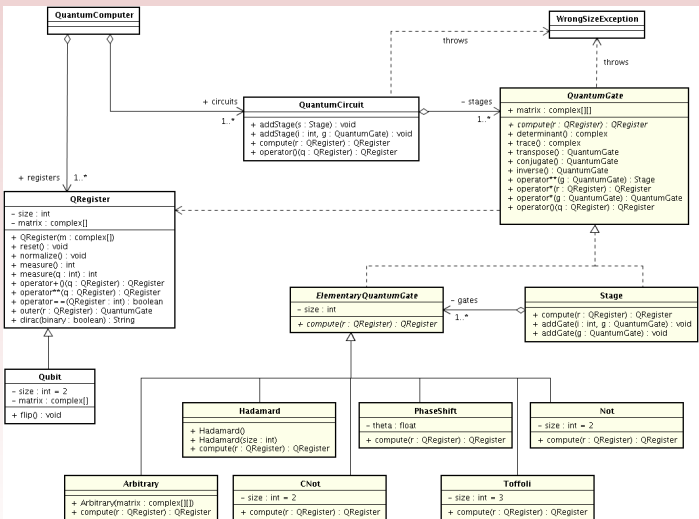 QuantumComputer
WrongSizeException
throws
throws
+ circuits
1..*
QuantumCircuit
+ addStage(s : Stage) : void
+ addStage(i : int, g : QuantumGate) : void
+ compute(r : QRegister) : QRegister
+ operator()(q : QRegister) : QRegister
- stages
1..*
QuantumGate
+ matrix : complex[][]
+ compute(r : QRegister) : QRegister
+ determinant() : complex
+ trace() : complex
+ transpose() : QuantumGate
+ conjugate() : QuantumGate
+ inverse() : QuantumGate
+ operator**(g : QuantumGate) : Stage
+ operator*(r : QRegister) : QRegister
+ operator*(g : QuantumGate) : QuantumGate
+ operator()(q : QRegister) : QRegister
+ registers
1..*
QRegister
- size : int
- matrix : complex[]
+ QRegister(m : complex[])
+ reset() : void
+ normalize() : void
+ measure() : int
+ measure(q : int) : int
+ operator+()(q : QRegister) : QRegister
+ operator**(q : QRegister) : QRegister
+ operator==(QRegister : int) : boolean
+ outer(r : QRegister) : QuantumGate
+ dirac(binary : boolean) : String
ElementaryQuantumGate
- size : int
+ compute(r : QRegister) : QRegister
- gates
1..*
Stage
+ compute(r : QRegister) : QRegister
+ addGate(i : int, g : QuantumGate) : void
+ addGate(g : QuantumGate) : void
Qubit
- size : int = 2
- matrix : complex[]
+ flip() : void
Hadamard
+ Hadamard()
+ Hadamard(size : int)
+ compute(r : QRegister) : QRegister
PhaseShift
- theta : float
+ compute(r : QRegister) : QRegister
Not
- size : int = 2
+ compute(r : QRegister) : QRegister
Arbitrary
+ Arbitrary(matrix : complex[][])
+ compute(r : QRegister) : QRegister
CNot
- size : int = 2
+ compute(r : QRegister) : QRegister
Toffoli
- size : int = 3
+ compute(r : QRegister) : QRegister